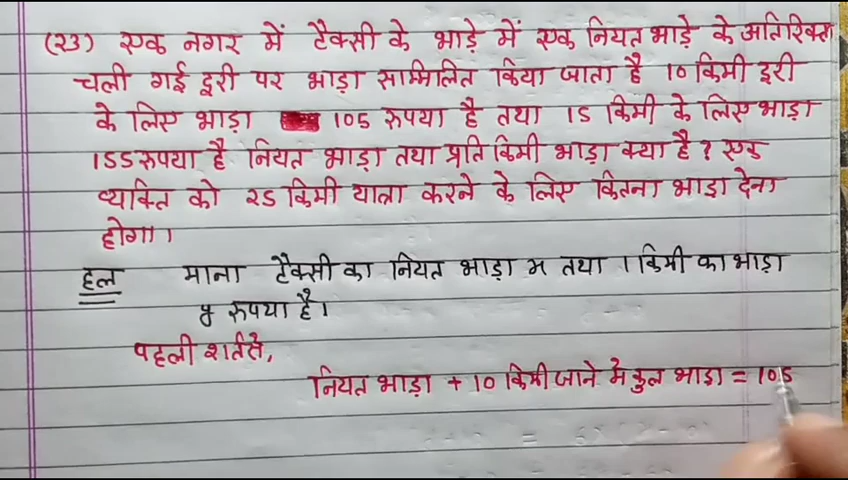 (23) एक नगर में टैक्सी के भाड़े में एक नियत भाड़े के अतिरिक्त
चली गई दूरी पर भाड़ा सम्मिलित किया जाता है 10 किमी दूरी
के लिए भाड़ा 105 रुपया है तथा 15 किमी के लिए भाड़ा
155 रुपया है नियत भाड़ा तथा प्रति किमी भाड़ा क्या है? एक
व्यक्ति को 25 किमी यात्रा करने के लिए कितना भाड़ा देना
होगा।
हल माना टैक्सी का नियत भाड़ा x तथा 1 किमी का भाड़ा
y रुपया है।
पहली शर्त से,
नियत भाड़ा + 10 किमी जाने में कुल भाड़ा = 105